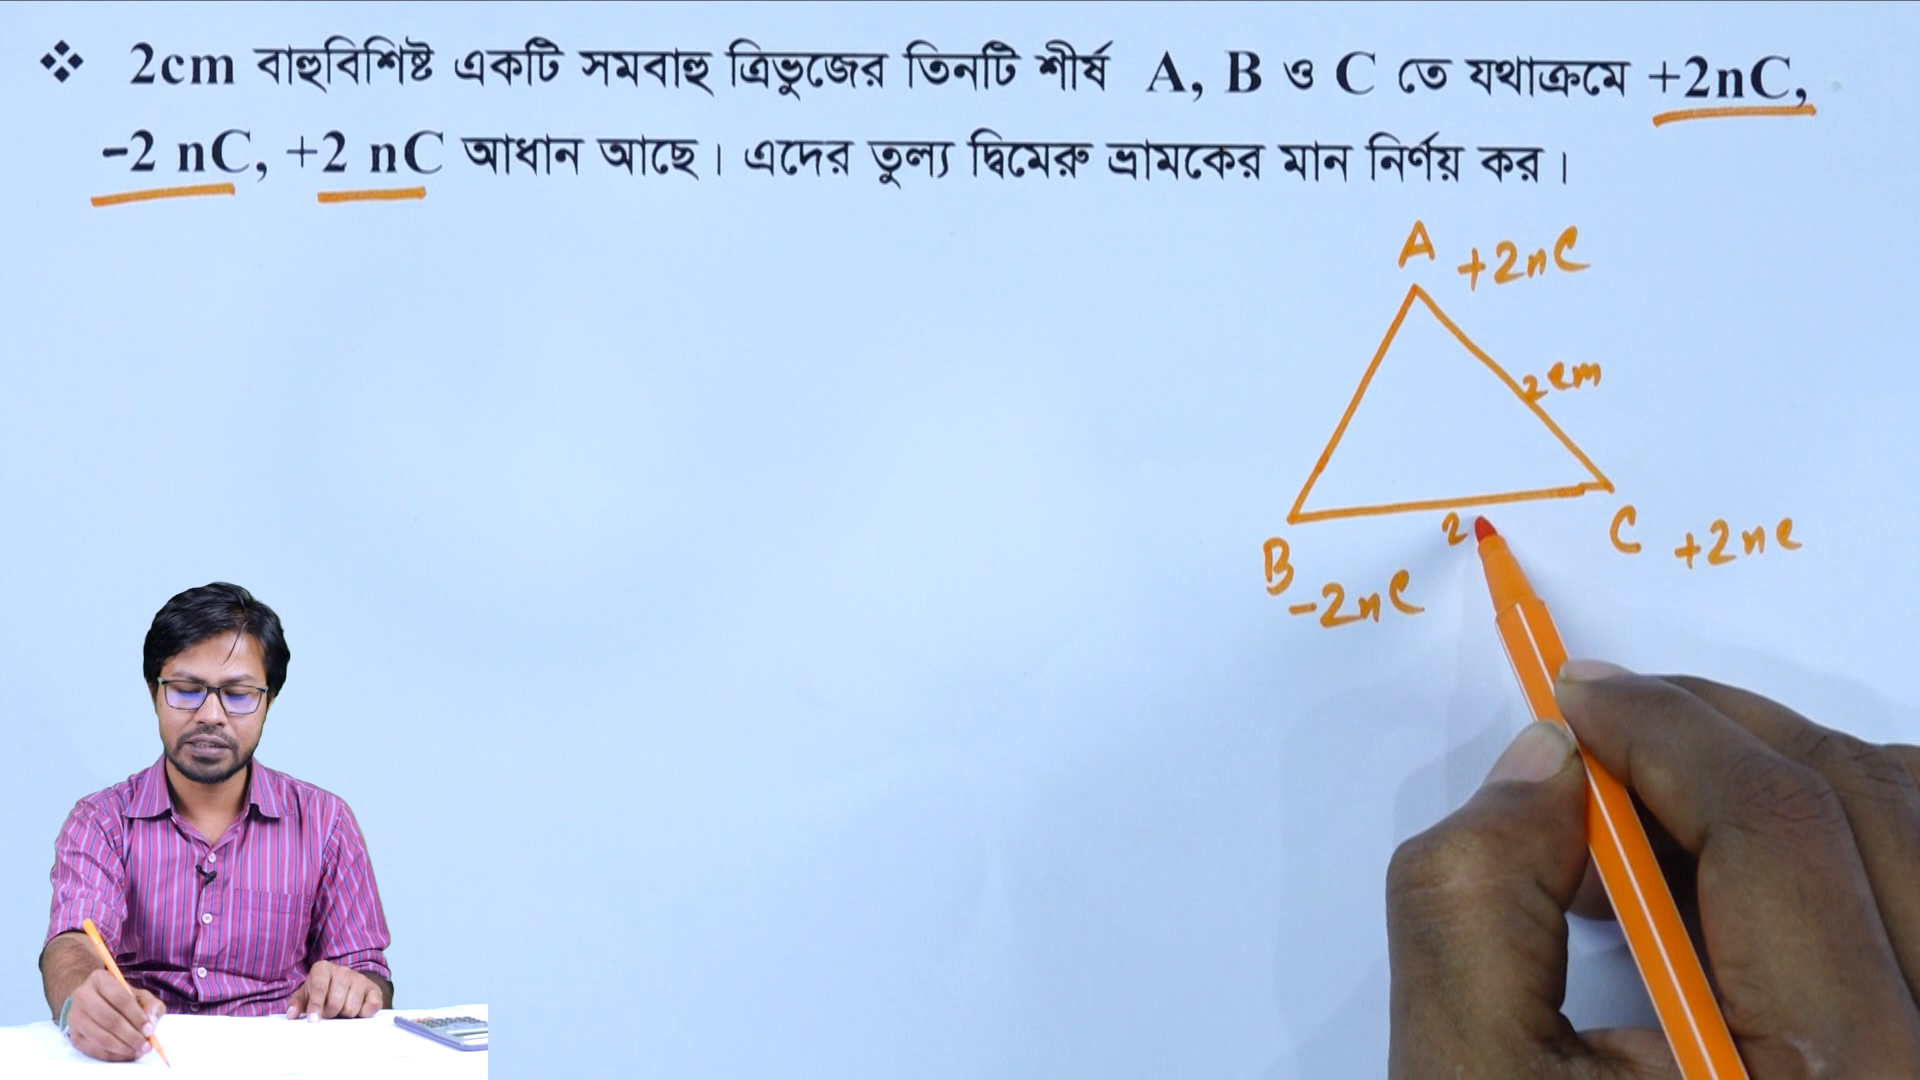 ❖ 2cm বাহুবিশিষ্ট একটি সমবাহু ত্রিভুজের তিনটি শীর্ষ A, B ও C তে যথাক্রমে +2nC,
-2 nC, +2 nC আধান আছে। এদের তুল্য দ্বিমেরু ভ্রামকের মান নির্ণয় কর।
A +2nC
2cm
2
B C +2nc
-2nC